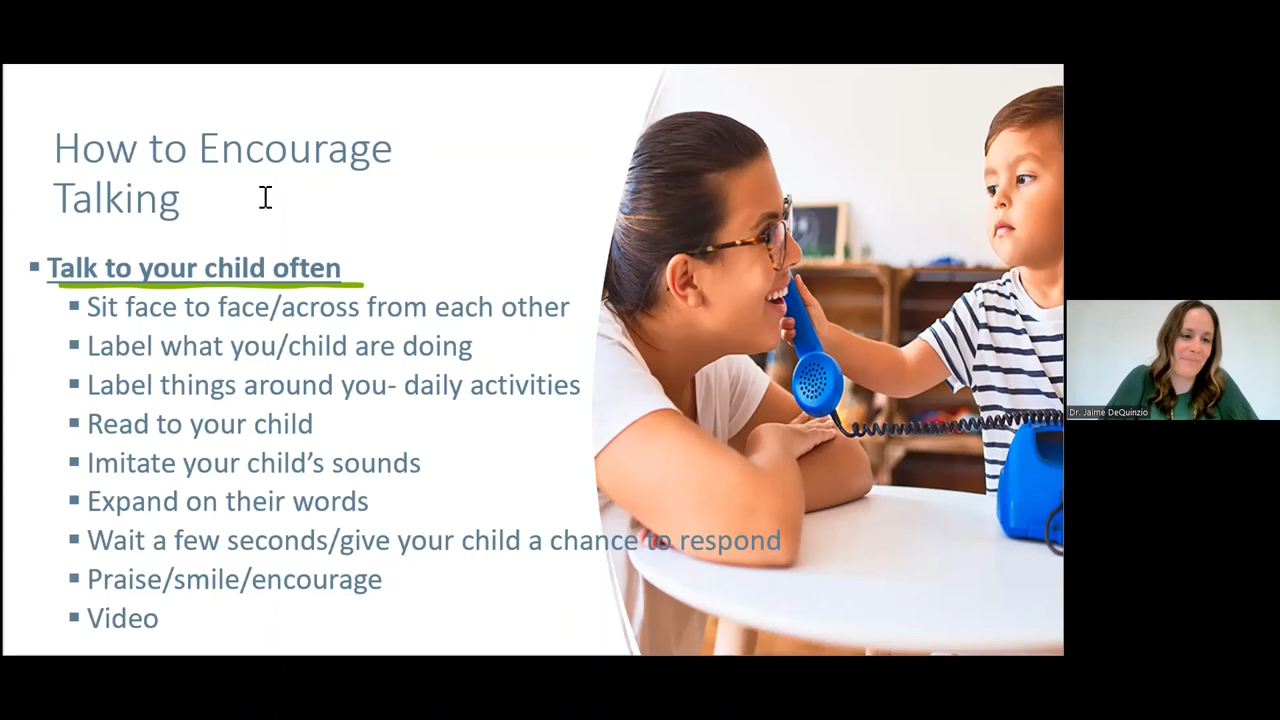 How to Encourage
Talking
Talk to your child often
Sit face to face/across from each other
Label what you/child are doing
Label things around you- daily activities
Read to your child
Imitate your child’s sounds
Expand on their words
Wait a few seconds/give your child a chance to respond
Praise/smile/encourage
Video
Dr. Jaime DeQuinzio